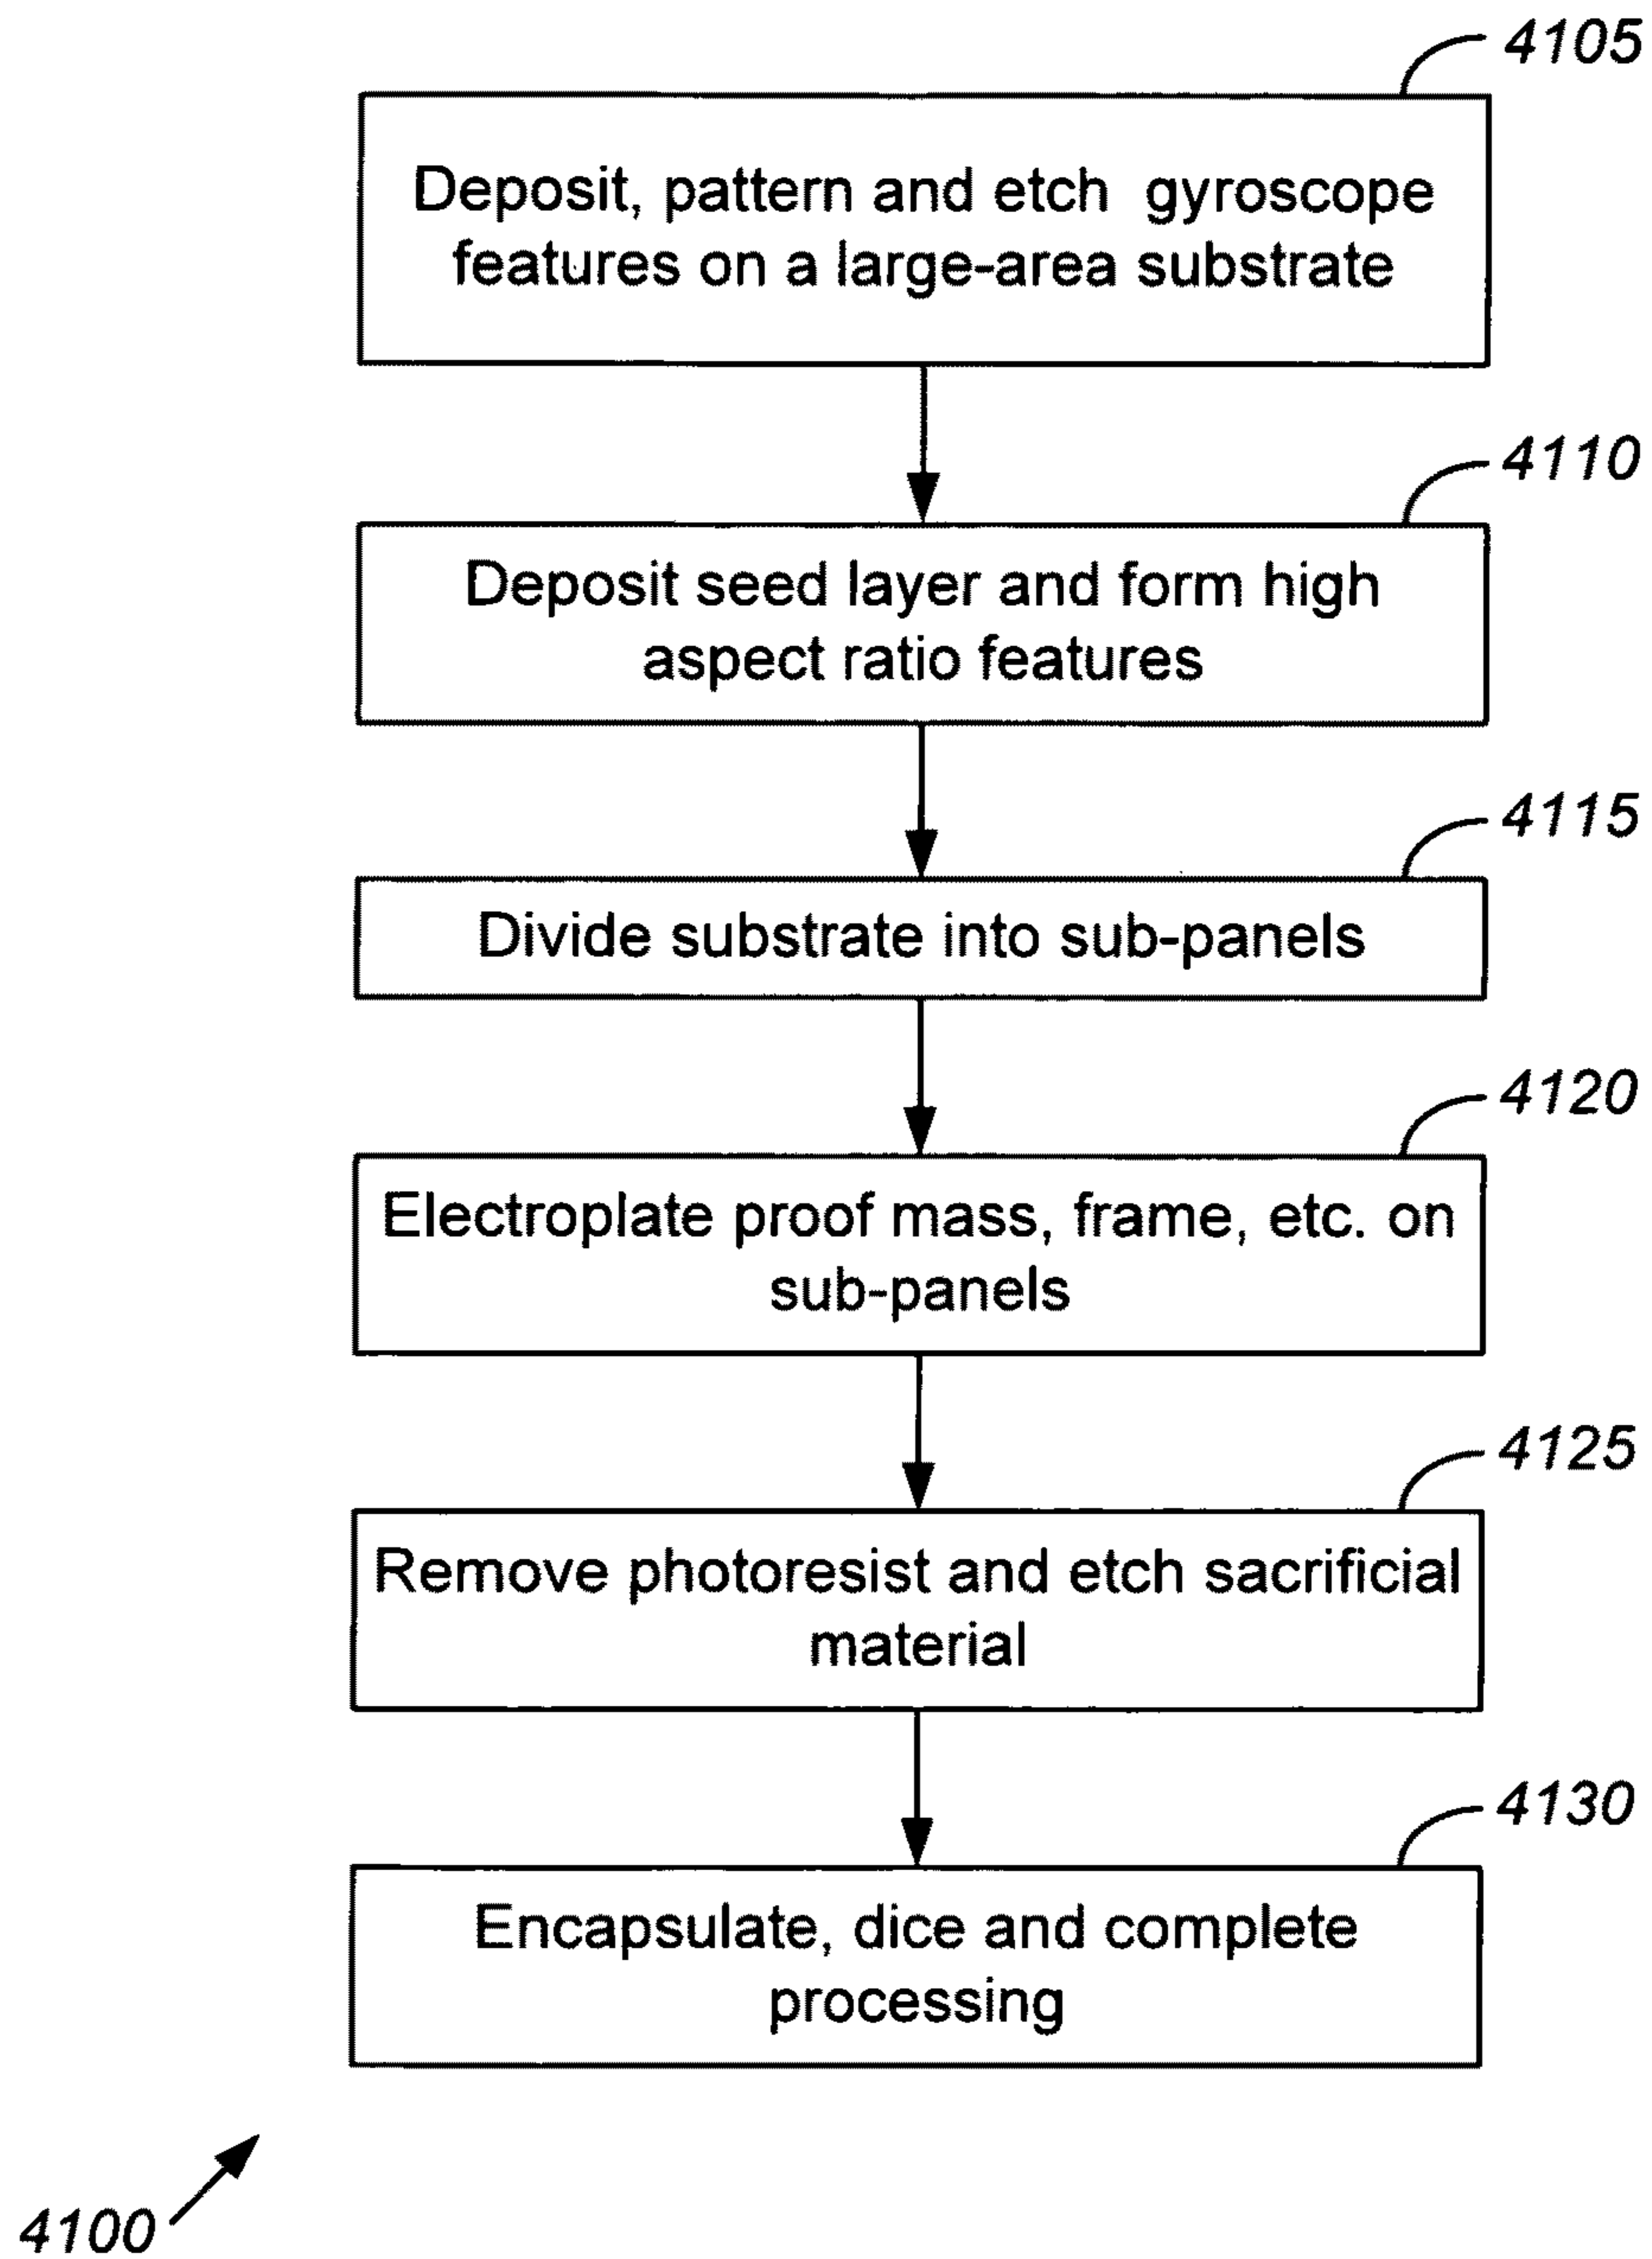 4105
Deposit, pattern and etch gyroscope
features on a large-area substrate
4110
Deposit seed layer and form high
aspect ratio features
4115
Divide substrate into sub-panels
4120
Electroplate proof mass, frame, etc. on
sub-panels
4125
Remove photoresist and etch sacrificial
material
4130
Encapsulate, dice and complete
processing
4100